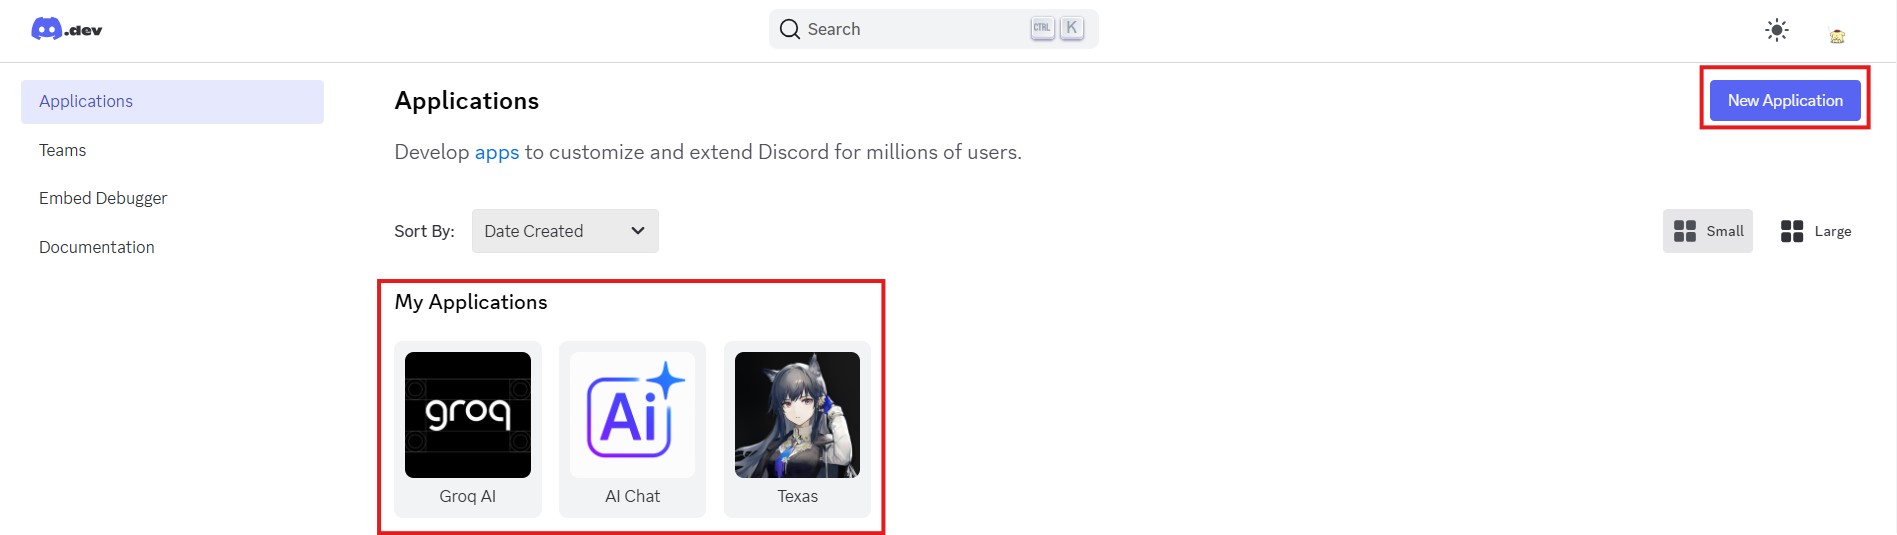 .dev
Search
CTRL K
Applications
Teams
Embed Debugger
Documentation
Applications
New Application
Develop apps to customize and extend Discord for millions of users.
Sort By: Date Created
Small Large
My Applications
groq
Ai
Groq AI
AI Chat
Texas